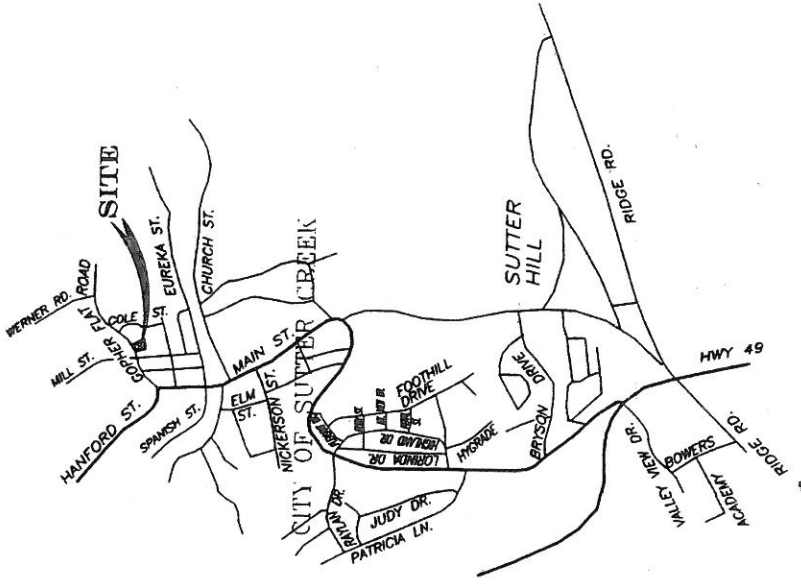 SITE
VERNER RD.
GOPHER FLAT ROAD
COLE ST.
MILL ST.
EUREKA ST.
CHURCH ST.
HANFORD ST.
SPANISH ST.
MAIN ST.
ELM ST.
NICKERSON ST.
CITY OF SUTTER CREEK
FOOTHILL DRIVE
HIGHLAND DR.
LORINDA DR.
HYGRADE
RAYLAN DR.
JUDY DR.
PATRICIA LN.
SUTTER HILL
BRYSON DRIVE
RIDGE RD.
HWY 49
VALLEY VIEW DR.
BOWERS
ACADEMY
RIDGE RD.